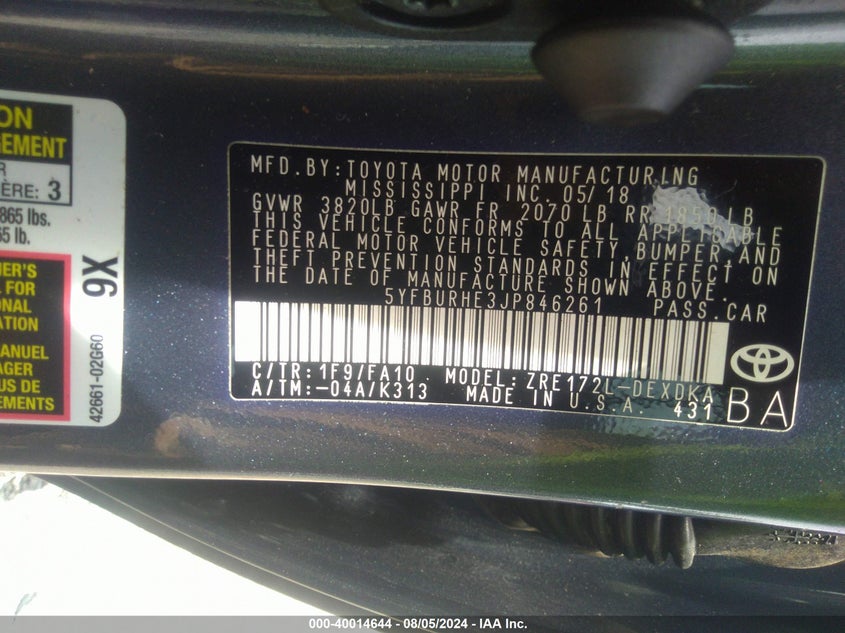 ON
GEMENT
R
ÈRE: 3
865 lbs.
65 lb.
ER'S
L FOR
ONAL
ATION
MANUEL
AGER
US DE
EMENTS
9X
42661-02G60
MFD.BY:TOYOTA MOTOR MANUFACTURING
MISSISSIPPI INC. 05/18
GVWR 3820LB GAWR FR 2070 LB RR 1850 LB
THIS VEHICLE CONFORMS TO ALL APPLICABLE
FEDERAL MOTOR VEHICLE SAFETY,BUMPER AND
THEFT PREVENTION STANDARDS IN EFFECT ON
THE DATE OF MANUFACTURE SHOWN ABOVE.
5YFBURHE3JP846261 PASS.CAR
C/TR:1F9/FA10 MODEL:ZRE172L-DEXDKA
A/TM:-04A/K313 MADE IN U.S.A. 431
BA
000-40014644 - 08/05/2024 - IAA Inc.